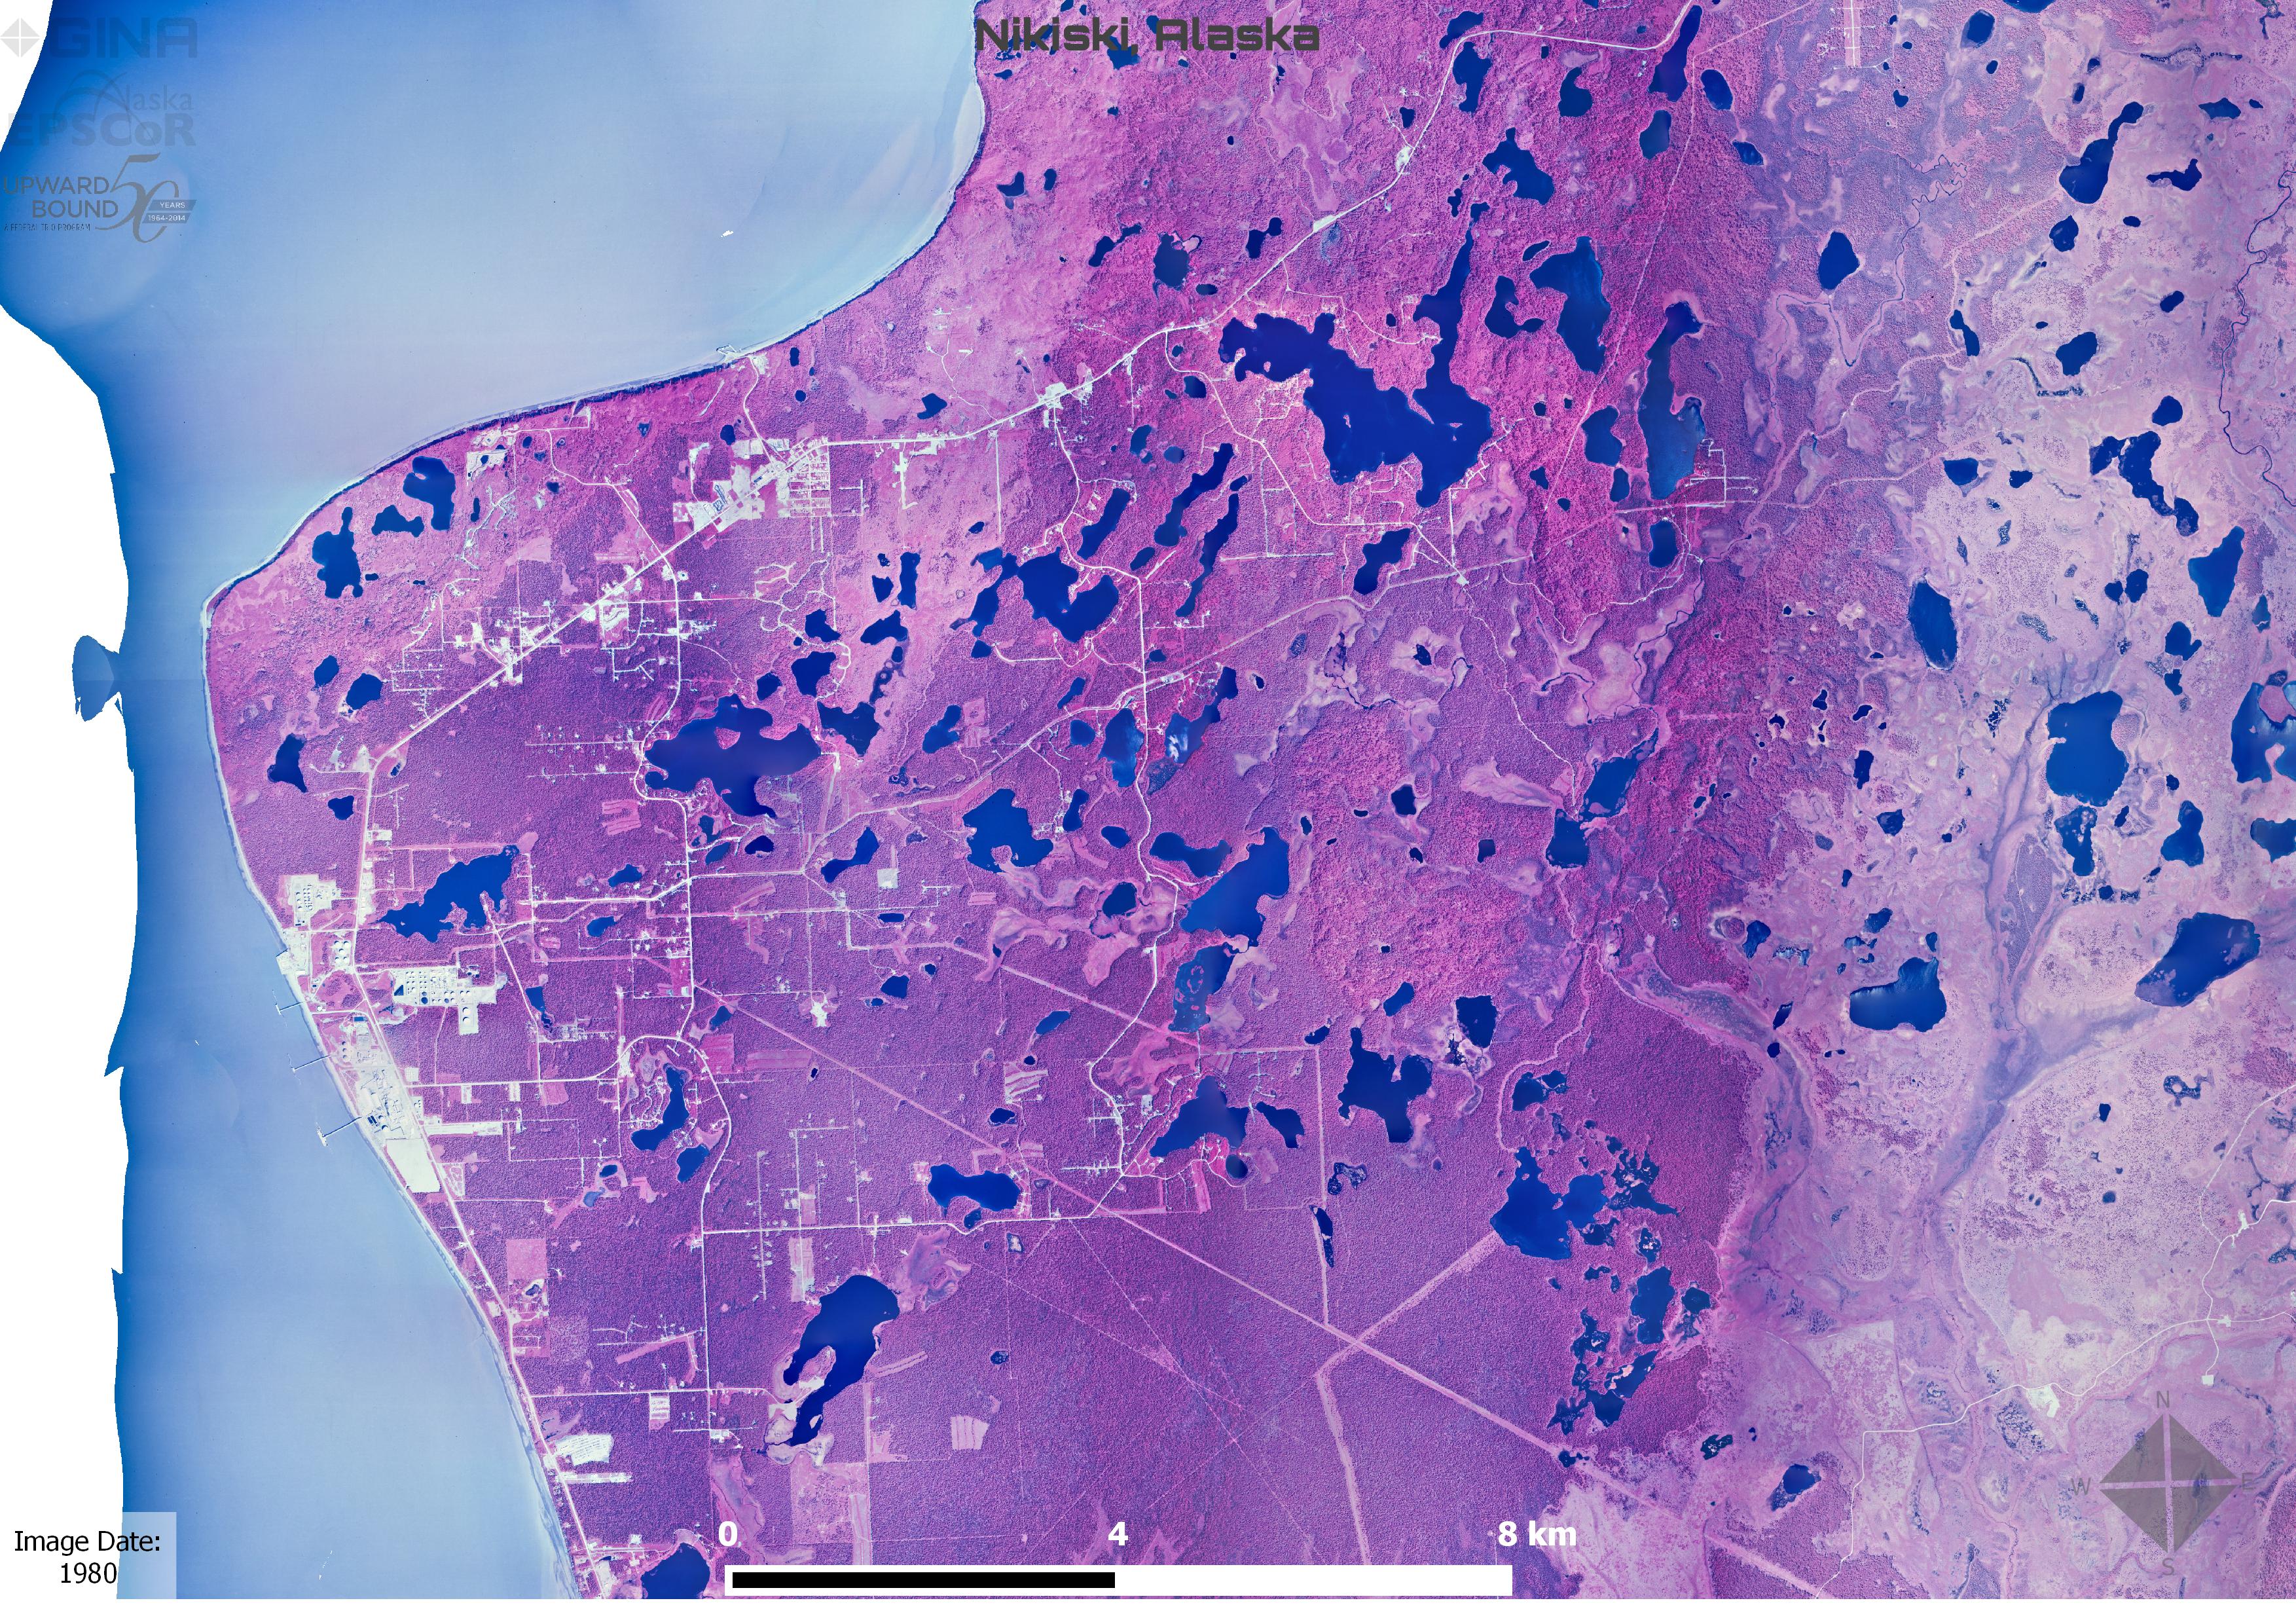 GINA
Nikiski, Alaska
Alaska
EPSCoR
UPWARD
BOUND
50
YEARS
1964-2014
A FEDERAL TRIO PROGRAM
N
W
E
S
Image Date:
1980
0
4
8 km